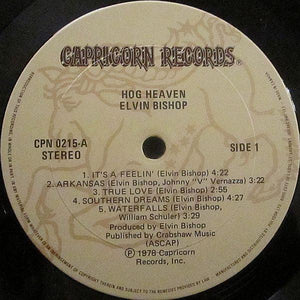 CAPRICORN RECORDS®
HOG HEAVEN
ELVIN BISHOP
CPN 0215-A
STEREO
SIDE 1
1. IT'S A FEELIN' (Elvin Bishop) 4:22
2. ARKANSAS (Elvin Bishop, Johnny "V" Vernazza) 4:22
3. TRUE LOVE (Elvin Bishop) 2:55
4. SOUTHERN DREAMS (Elvin Bishop)
5. WATERFALLS (Elvin Bishop,
William Schuler) 3:29
Produced by Elvin Bishop
Published by Crabshaw Music
(ASCAP)
℗ 1978 Capricorn
Records, Inc.